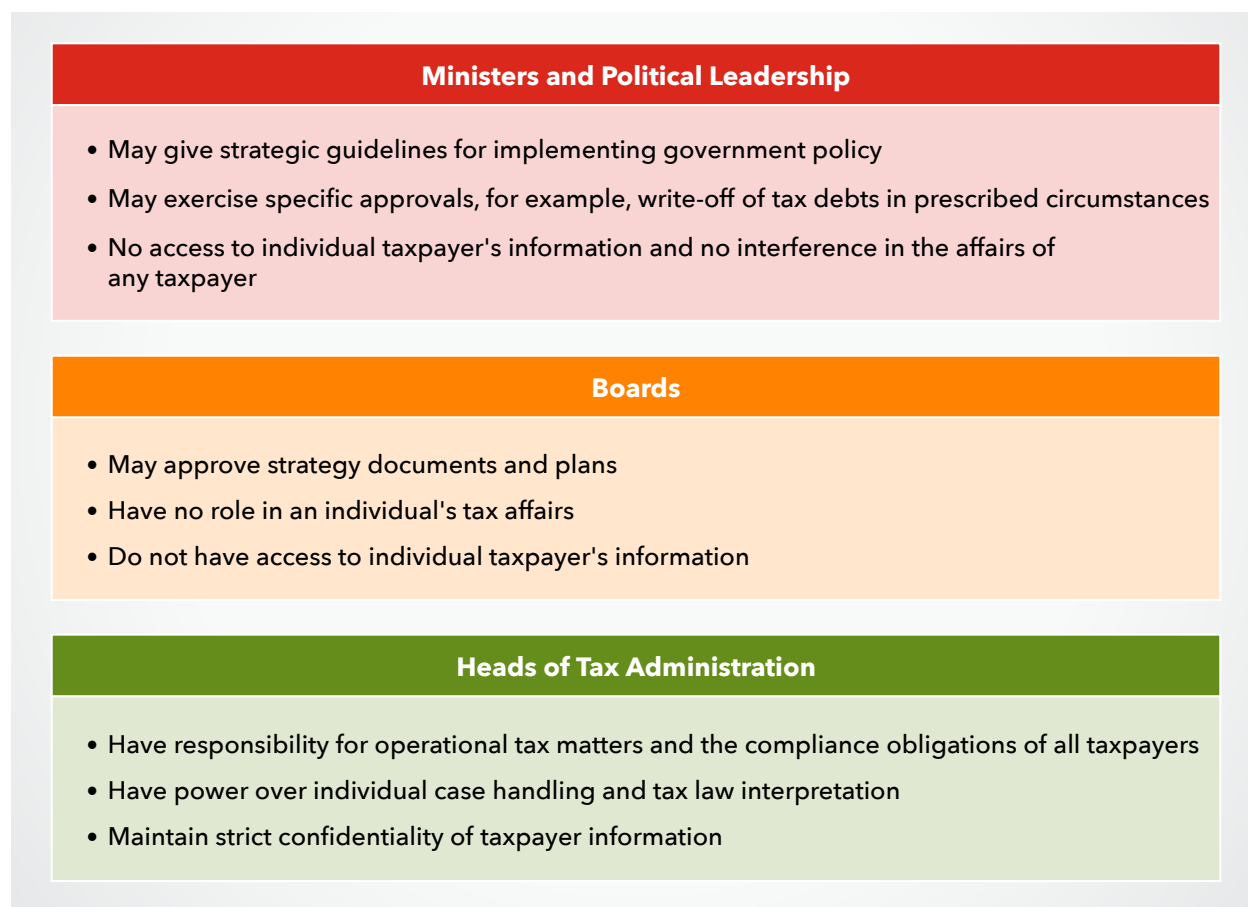 Ministers and Political Leadership
• May give strategic guidelines for implementing government policy
• May exercise specific approvals, for example, write-off of tax debts in prescribed circumstances
• No access to individual taxpayer's information and no interference in the affairs of
any taxpayer
Boards
• May approve strategy documents and plans
• Have no role in an individual's tax affairs
• Do not have access to individual taxpayer's information
Heads of Tax Administration
• Have responsibility for operational tax matters and the compliance obligations of all taxpayers
• Have power over individual case handling and tax law interpretation
• Maintain strict confidentiality of taxpayer information